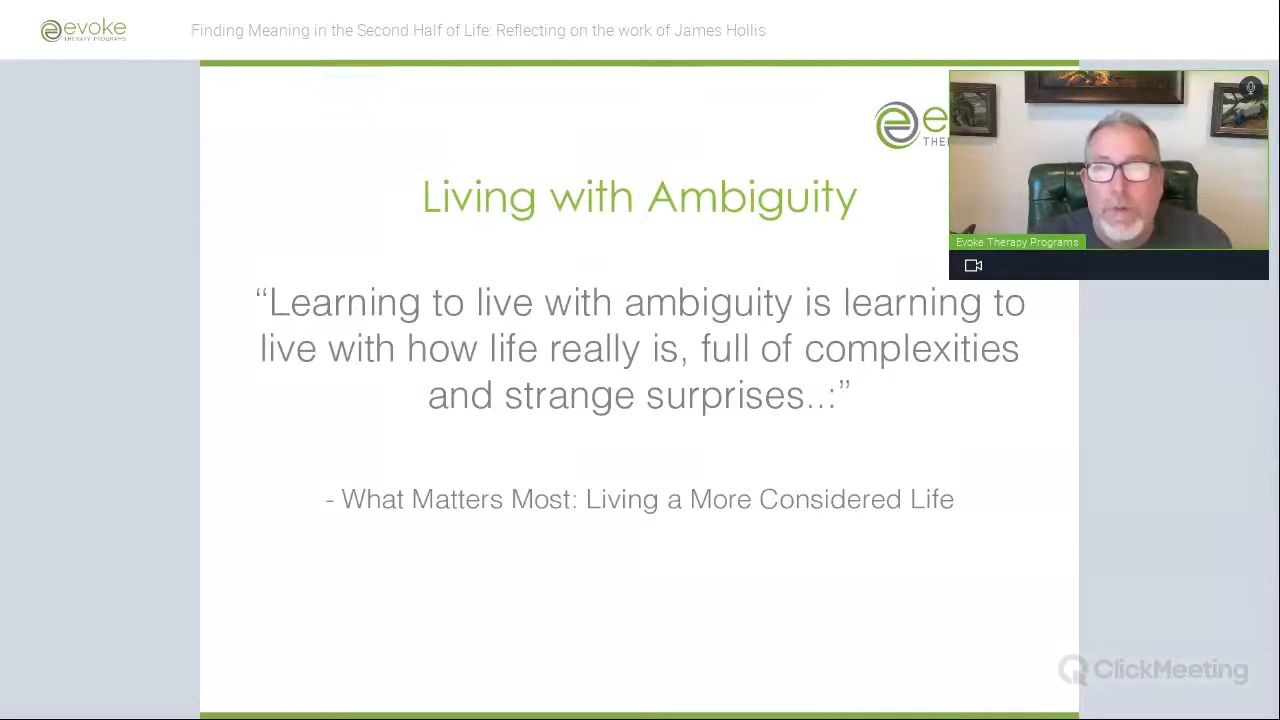 evoke
THERAPY PROGRAMS
Finding Meaning in the Second Half of Life: Reflecting on the work of James Hollis
e
THE
Living with Ambiguity
Evoke Therapy Programs
“Learning to live with ambiguity is learning to
live with how life really is, full of complexities
and strange surprises..:”
- What Matters Most: Living a More Considered Life
ClickMeeting